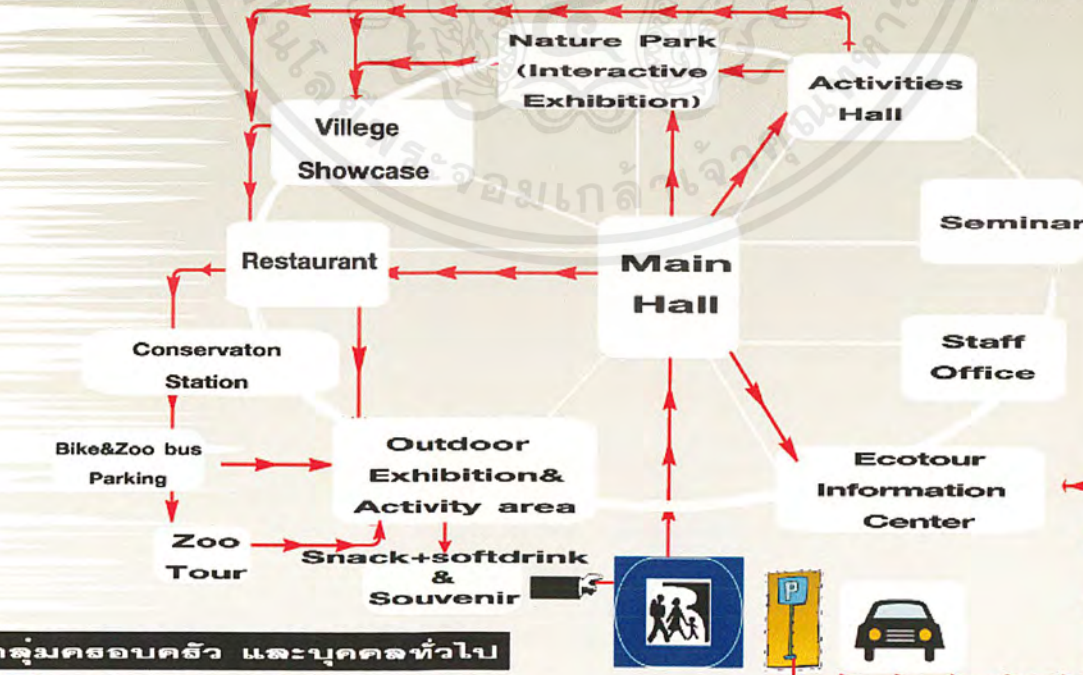 Nature Park
(Interactive
Exhibition)
Activities
Hall
Villege
Showcase
Seminar
Restaurant
Main
Hall
Staff
Office
Conservaton
Station
Bike&Zoo bus
Parking
Outdoor
Exhibition&
Activity area
Ecotour
Information
Center
Zoo
Tour
Snack+softdrink
&
Souvenir
P
ลุ่มครอบครัว และบุคคลทั่วไป